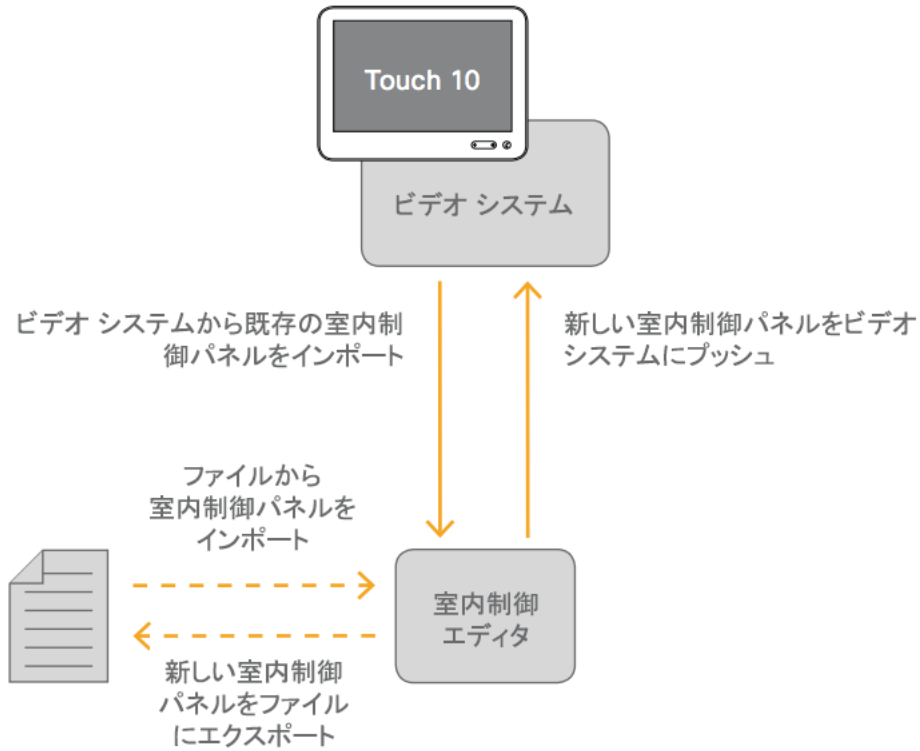 Touch 10
ビデオ システム
ビデオ システムから既存の室内制
御パネルをインポート
新しい室内制御パネルをビデオ
システムにプッシュ
ファイルから
室内制御パネルを
インポート
室内制御
エディタ
新しい室内制御
パネルをファイル
にエクスポート